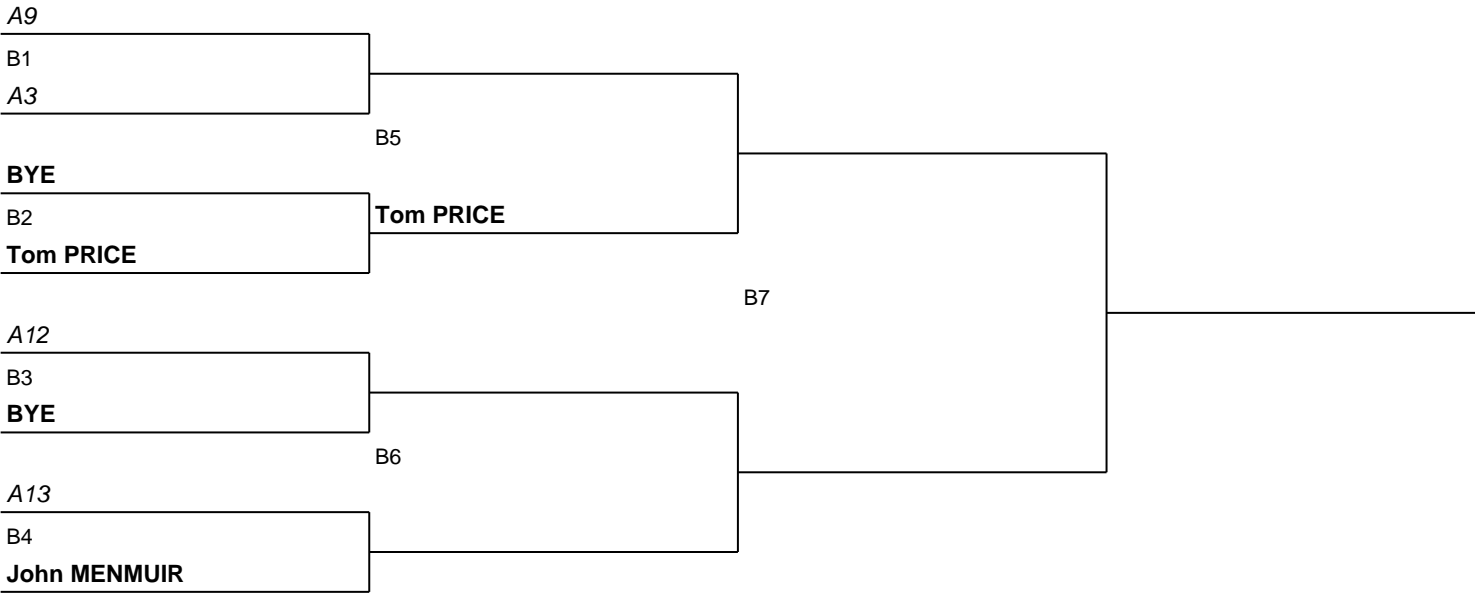 A9
B1
A3
B5
BYE
B2
Tom PRICE
Tom PRICE
B7
A12
B3
BYE
B6
A13
B4
John MENMUIR